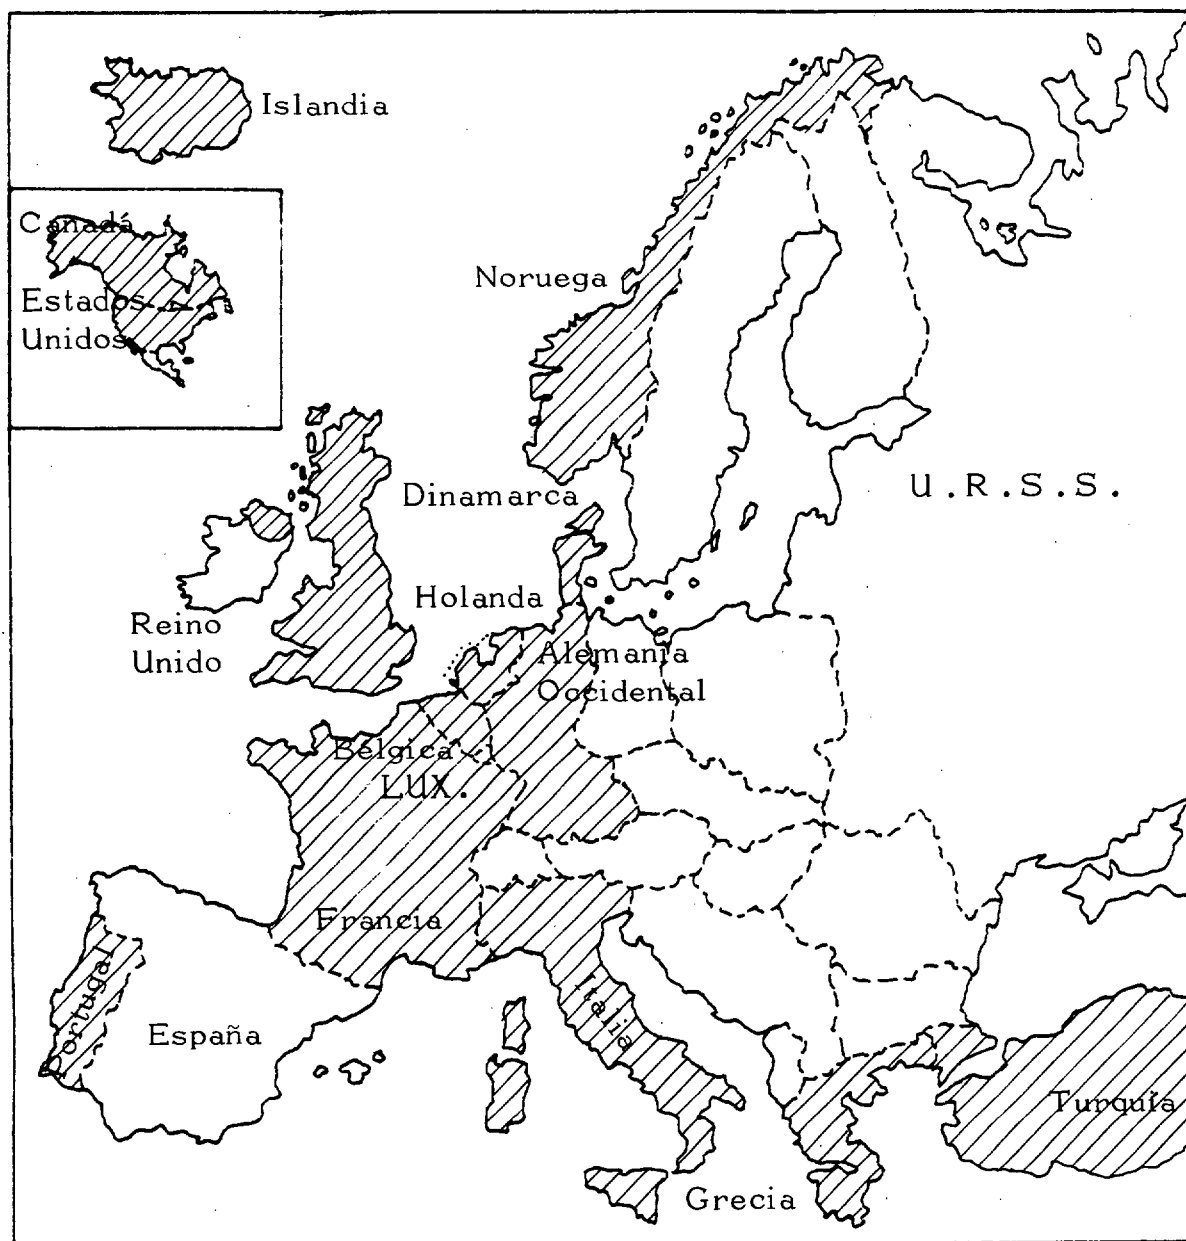 Islandia
Canadá
Estados
Unidos
Noruega
Dinamarca
U.R.S.S.
Holanda
Reino
Unido
Alemania
Occidental
Bélgica
LUX.
Francia
Portugal
España
Italia
Turquía
Grecia